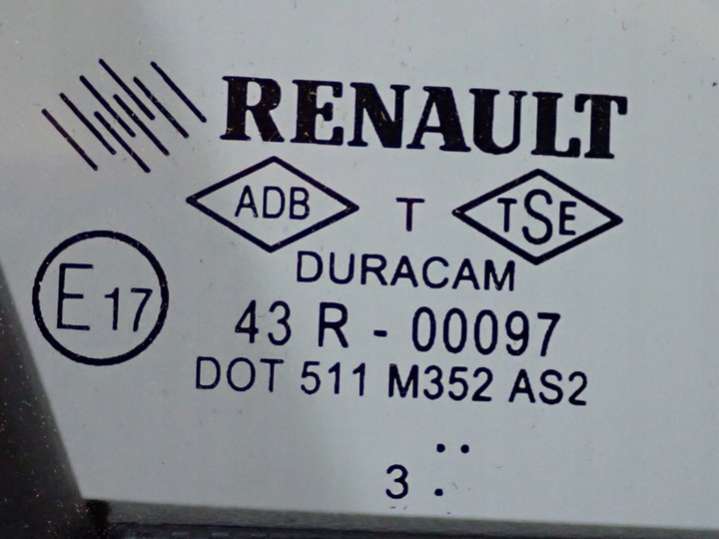 RENAULT
ADB T TSE
DURACAM
E 17
43 R - 00097
DOT 511 M352 AS2
..
3 .